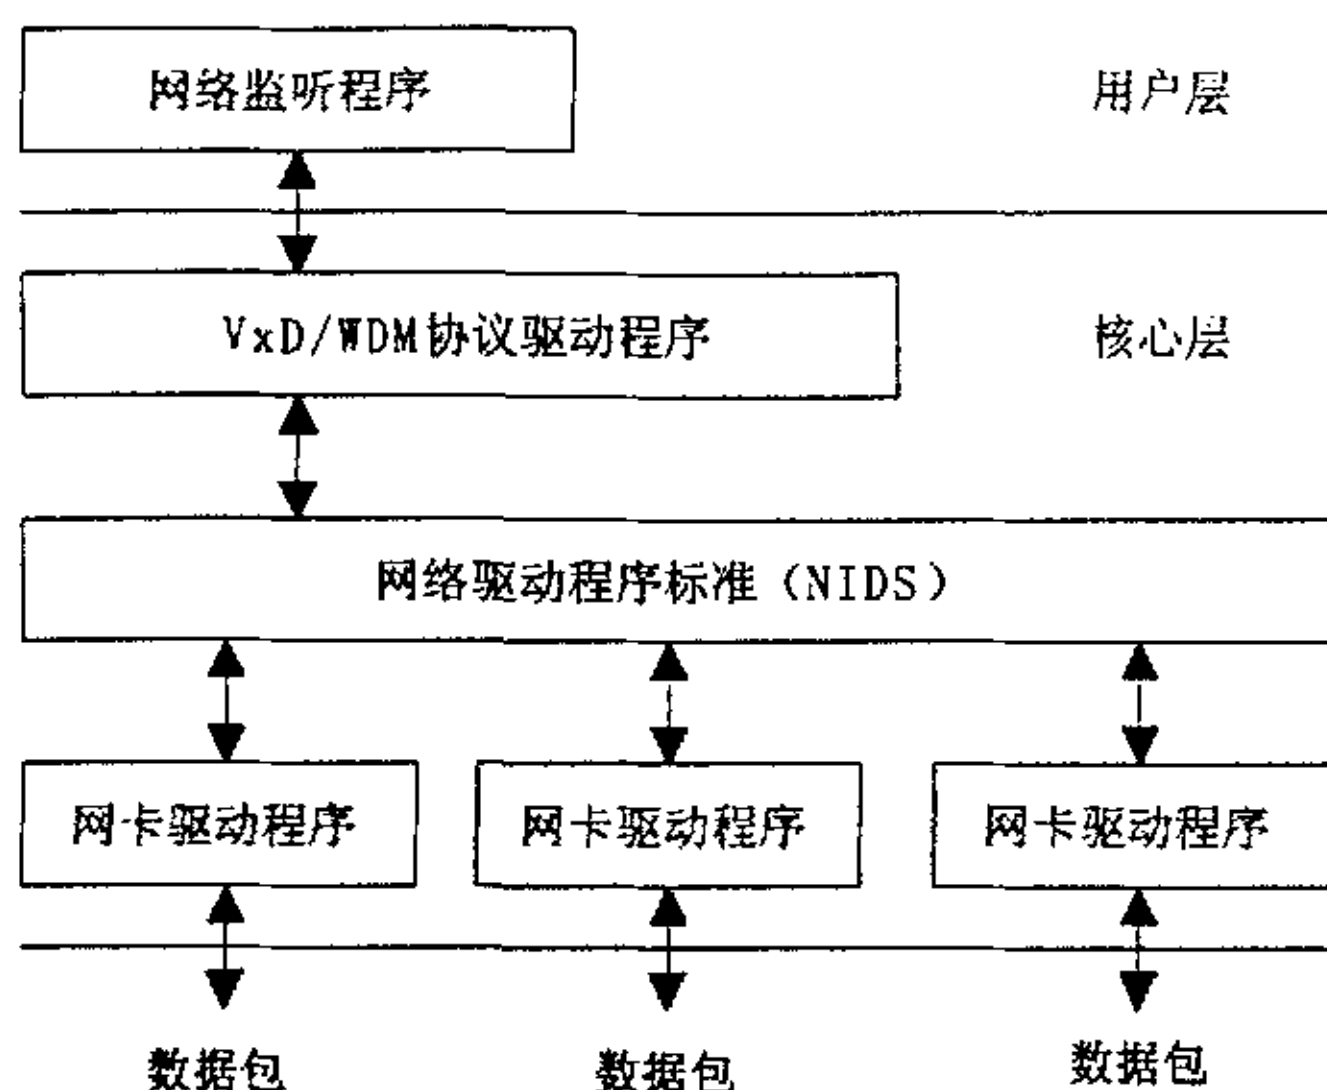 网络监听程序
用户层
VxD/WDM协议驱动程序
核心层
网络驱动程序标准（NIDS）
网卡驱动程序
网卡驱动程序
网卡驱动程序
数据包
数据包
数据包